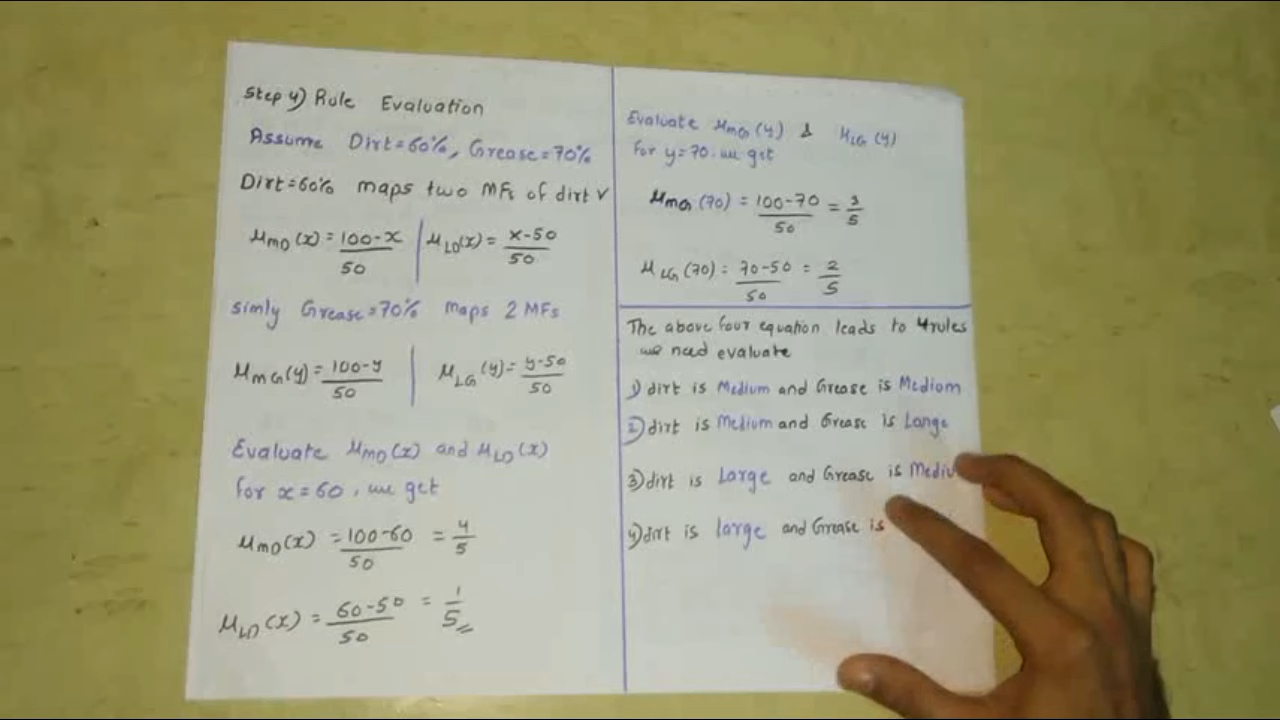 Step 4) Rule Evaluation
Assume Dirt=60%, Grease=70%
Dirt=60% maps two MFs of dirt v
μMD(x) = 100-x/50 | μLD(x) = x-50/50
Simly Grease=70% maps 2 MFs
μMG(y) = 100-y/50 | μLG(y) = y-50/50
Evaluate μMD(x) and μLD(x)
for x=60, we get
μMD(x) = 100-60/50 = 4/5
μLD(x) = 60-50/50 = 1/5
Evaluate μMG(y) & μLG(y)
for y=70, we get
μMG(70) = 100-70/50 = 3/5
μLG(70) = 70-50/50 = 2/5
The above four equation leads to 4 rules
we need evaluate
1) dirt is Medium and Grease is Mediom
2) dirt is Medium and Grease is Large
3) dirt is Large and Grease is Mediu
4) dirt is large and Grease is